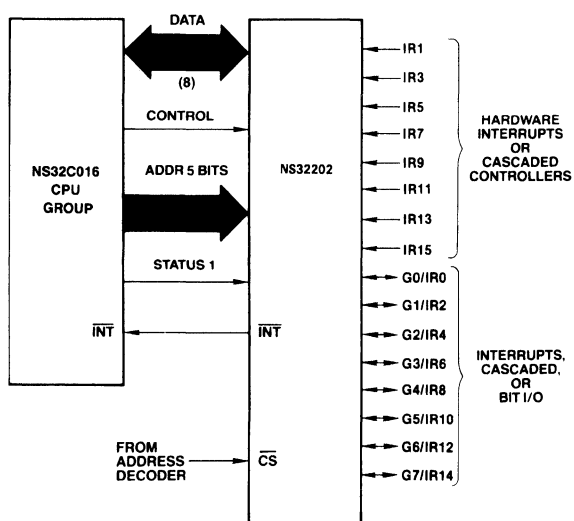 DATA
(8)
CONTROL
NS32C016
CPU
GROUP
ADDR 5 BITS
STATUS 1
INT
NS32202
INT
FROM
ADDRESS
DECODER
CS
IR1
IR3
IR5
IR7
IR9
IR11
IR13
IR15
HARDWARE
INTERRUPTS
OR
CASCADED
CONTROLLERS
G0/IR0
G1/IR2
G2/IR4
G3/IR6
G4/IR8
G5/IR10
G6/IR12
G7/IR14
INTERRUPTS,
CASCADED,
OR
BIT I/O